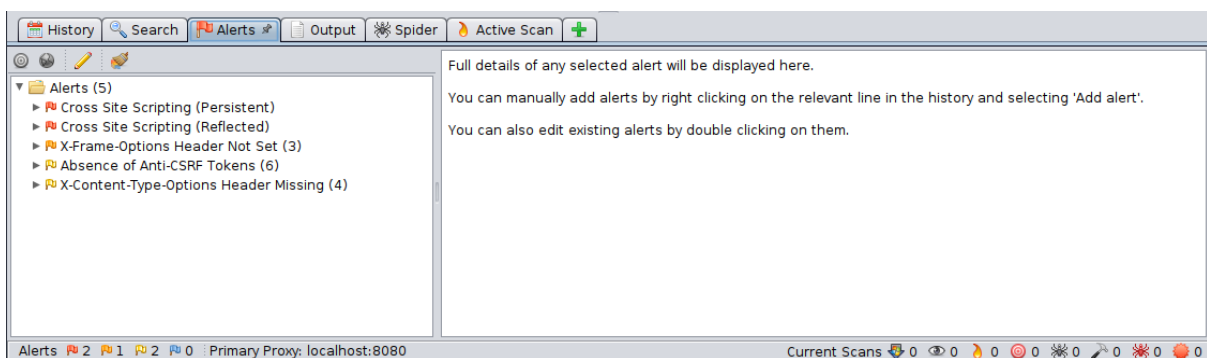 History Search Alerts Output Spider Active Scan
Full details of any selected alert will be displayed here.
You can manually add alerts by right clicking on the relevant line in the history and selecting 'Add alert'.
You can also edit existing alerts by double clicking on them.
Alerts (5)
Cross Site Scripting (Persistent)
Cross Site Scripting (Reflected)
X-Frame-Options Header Not Set (3)
Absence of Anti-CSRF Tokens (6)
X-Content-Type-Options Header Missing (4)
Alerts 2 1 2 0 Primary Proxy: localhost:8080 Current Scans 0 0 0 0 0 0 0 0